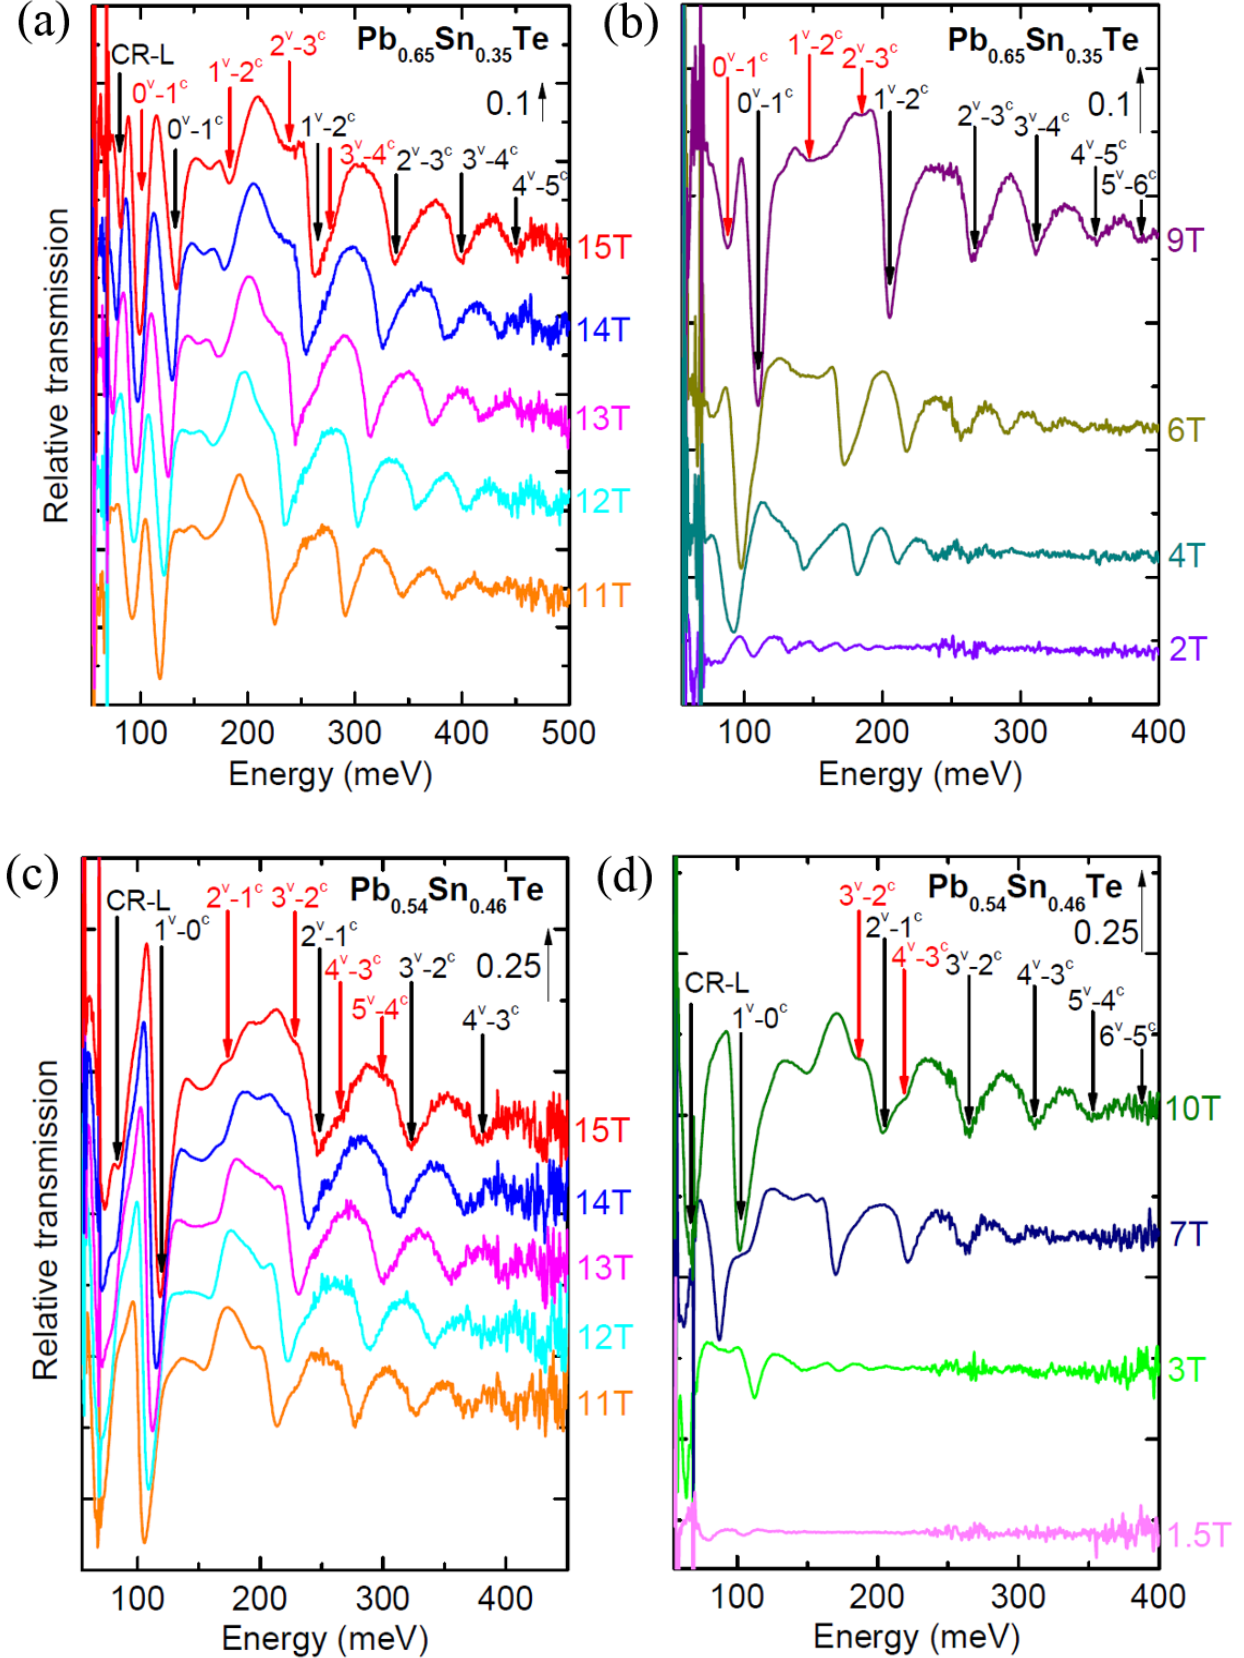 (a)
CR-L
0ᵛ-1ᶜ
0ᵛ-1ᶜ
1ᵛ-2ᶜ
2ᵛ-3ᶜ
Pb₀.₆₅Sn₀.₃₅Te
0.1
1ᵛ-2ᶜ
3ᵛ-4ᶜ
2ᵛ-3ᶜ
3ᵛ-4ᶜ
4ᵛ-5ᶜ
15T
14T
13T
12T
11T
Relative transmission
100 200 300 400 500
Energy (meV)
(b)
0ᵛ-1ᶜ
0ᵛ-1ᶜ
1ᵛ-2ᶜ
2ᵛ-3ᶜ
Pb₀.₆₅Sn₀.₃₅Te
0.1
1ᵛ-2ᶜ
2ᵛ-3ᶜ
3ᵛ-4ᶜ
4ᵛ-5ᶜ
5ᵛ-6ᶜ
9T
6T
4T
2T
Relative transmission
100 200 300 400
Energy (meV)
(c)
CR-L
1ᵛ-0ᶜ
2ᵛ-1ᶜ
3ᵛ-2ᶜ
Pb₀.₅₄Sn₀.₄₆Te
0.25
2ᵛ-1ᶜ
4ᵛ-3ᶜ
5ᵛ-4ᶜ
3ᵛ-2ᶜ
4ᵛ-3ᶜ
15T
14T
13T
12T
11T
Relative transmission
100 200 300 400
Energy (meV)
(d)
CR-L
1ᵛ-0ᶜ
3ᵛ-2ᶜ
2ᵛ-1ᶜ
4ᵛ-3ᶜ
Pb₀.₅₄Sn₀.₄₆Te
0.25
3ᵛ-2ᶜ
4ᵛ-3ᶜ
5ᵛ-4ᶜ
6ᵛ-5ᶜ
10T
7T
3T
1.5T
Relative transmission
100 200 300 400
Energy (meV)